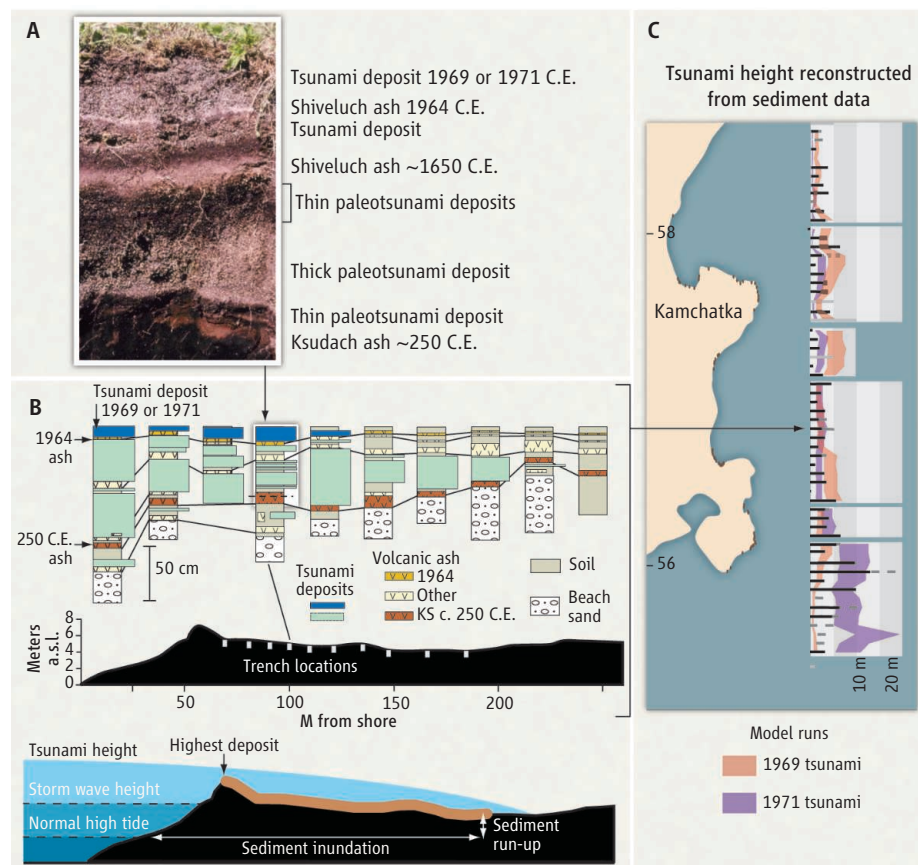 A
Tsunami deposit 1969 or 1971 C.E.
Shiveluch ash 1964 C.E.
Tsunami deposit
Shiveluch ash ~1650 C.E.
Thin paleotsunami deposits
Thick paleotsunami deposit
Thin paleotsunami deposit
Ksudach ash ~250 C.E.
B
Tsunami deposit
1969 or 1971
1964
ash
250 C.E.
ash
50 cm
Tsunami
deposits
Volcanic ash
1964
Other
KS c. 250 C.E.
Soil
Beach
sand
Meters
a.s.l.
8
6
4
2
0
Trench locations
50
100
150
200
M from shore
Tsunami height
Highest deposit
Storm wave height
Normal high tide
Sediment inundation
Sediment
run-up
C
Tsunami height reconstructed
from sediment data
58
Kamchatka
56
10 m
20 m
Model runs
1969 tsunami
1971 tsunami